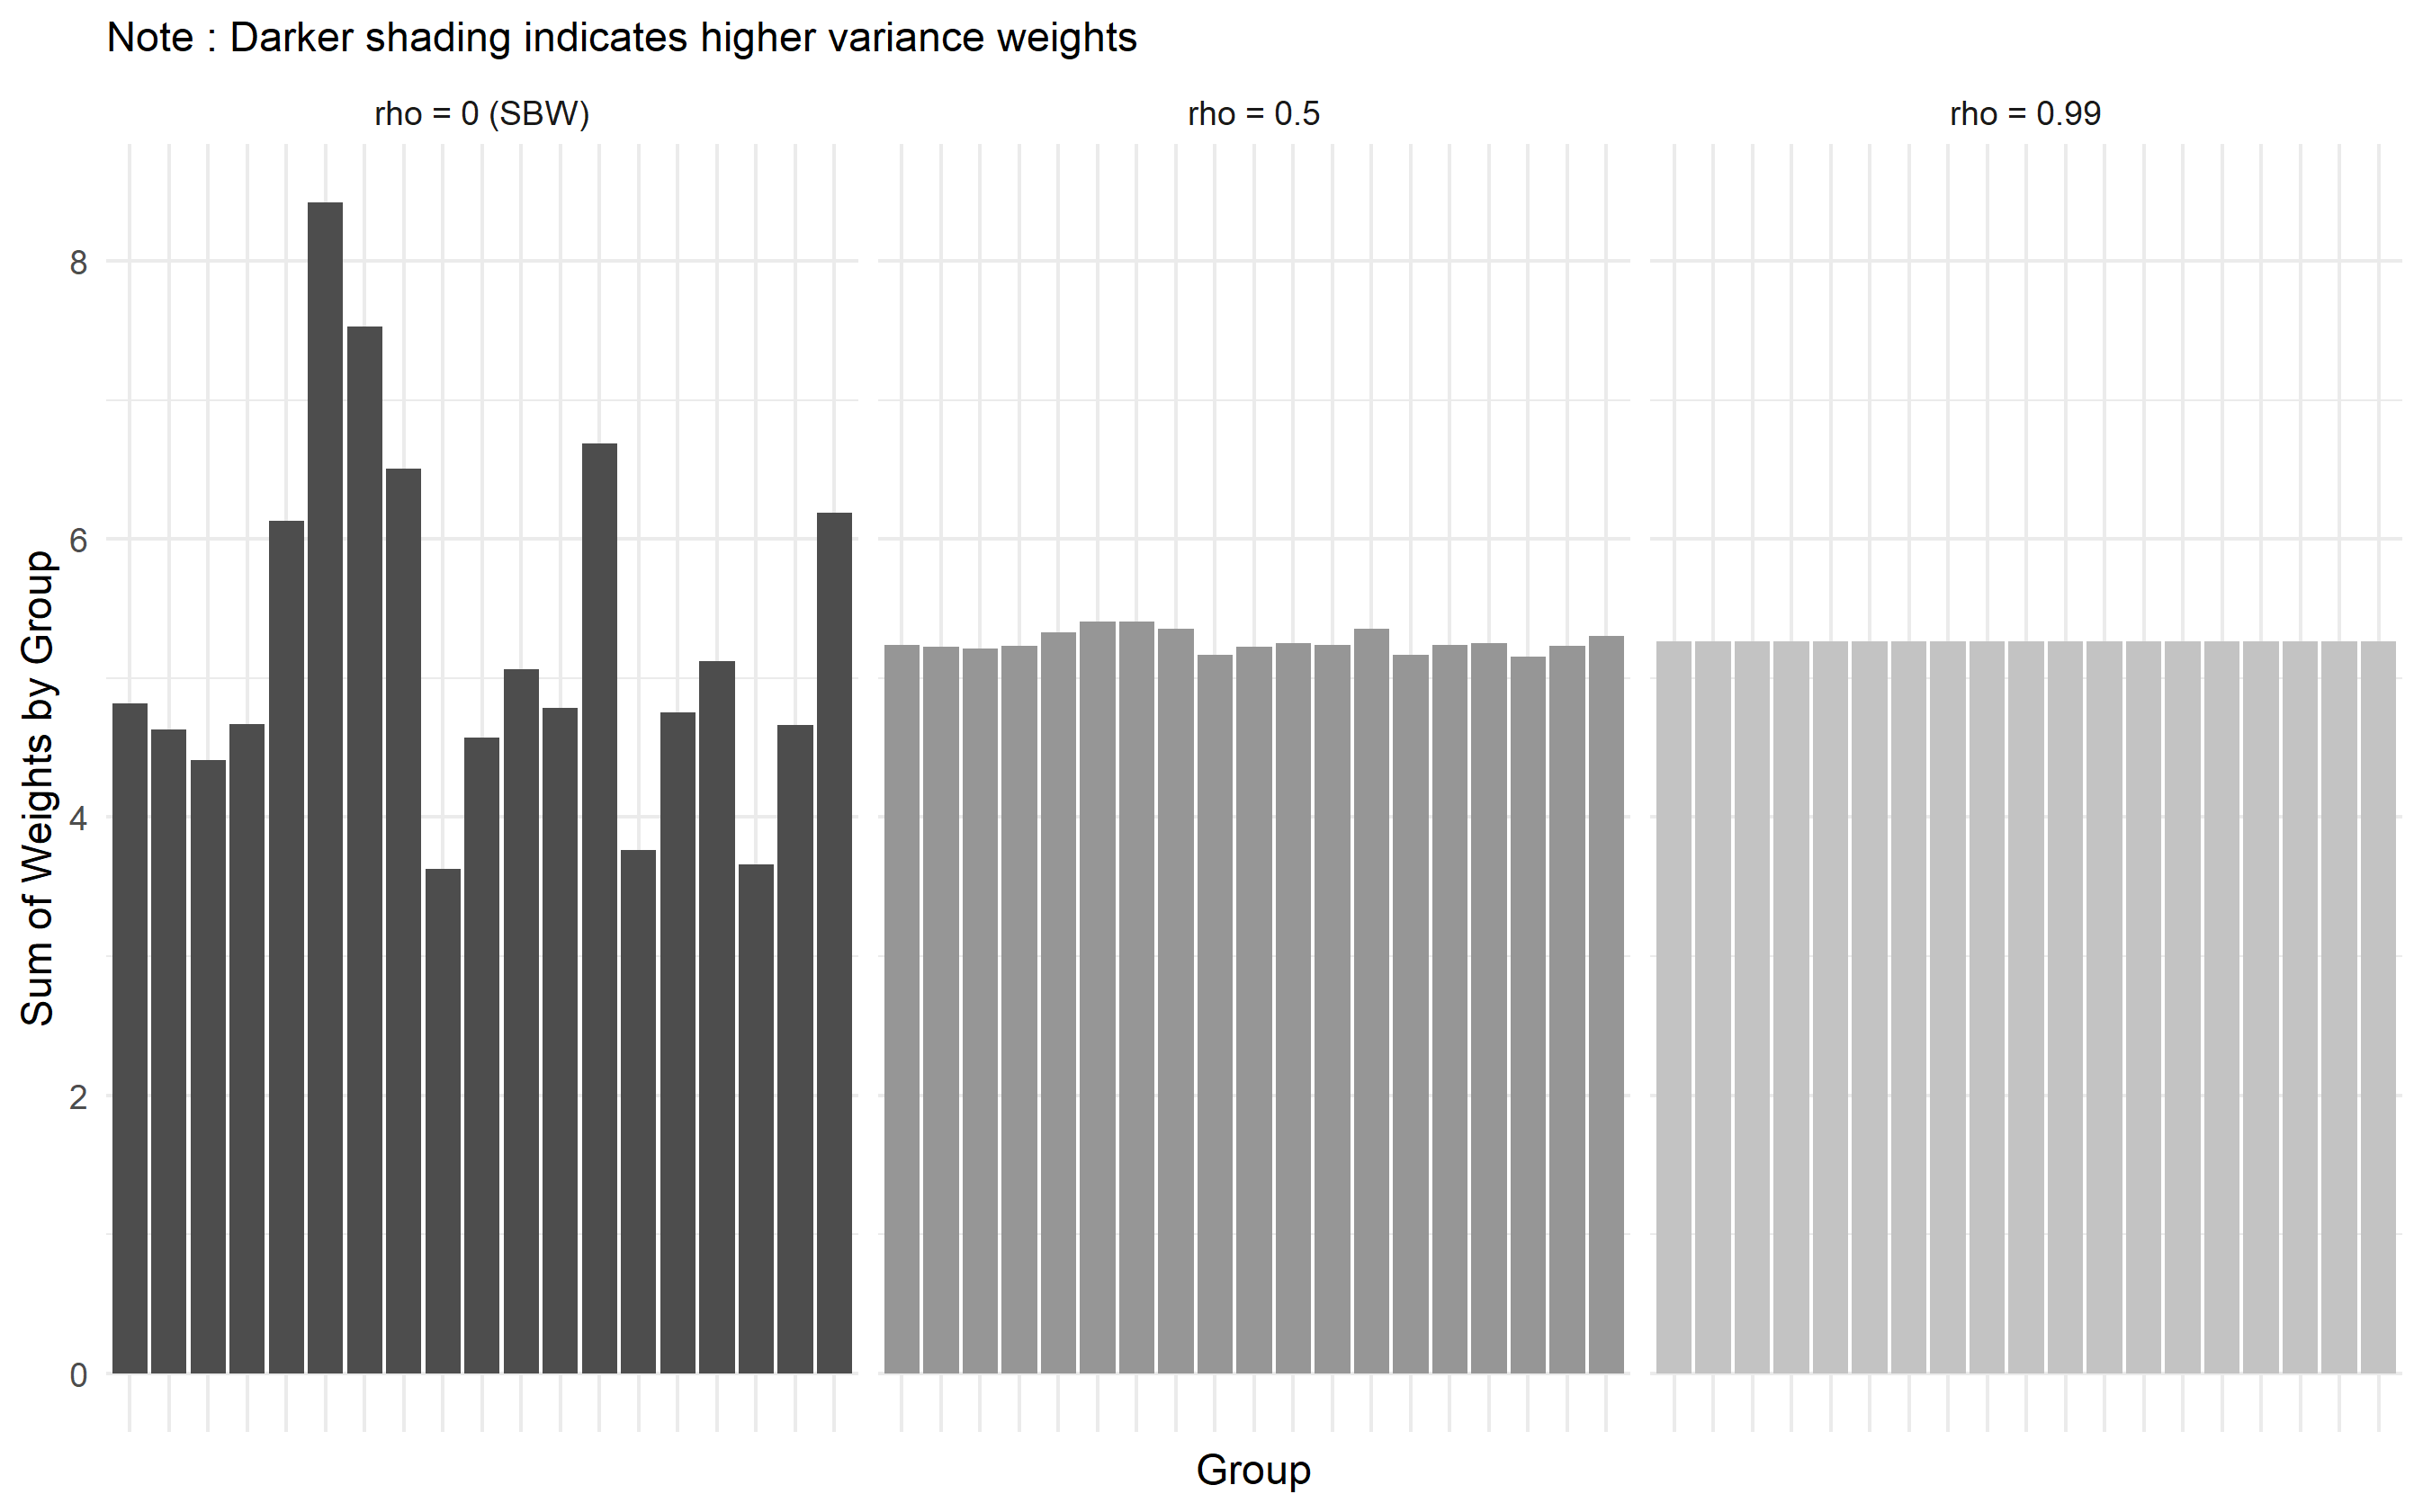 Note : Darker shading indicates higher variance weights
rho = 0 (SBW)
rho = 0.5
rho = 0.99
Sum of Weights by Group
8
6
4
2
0
Group